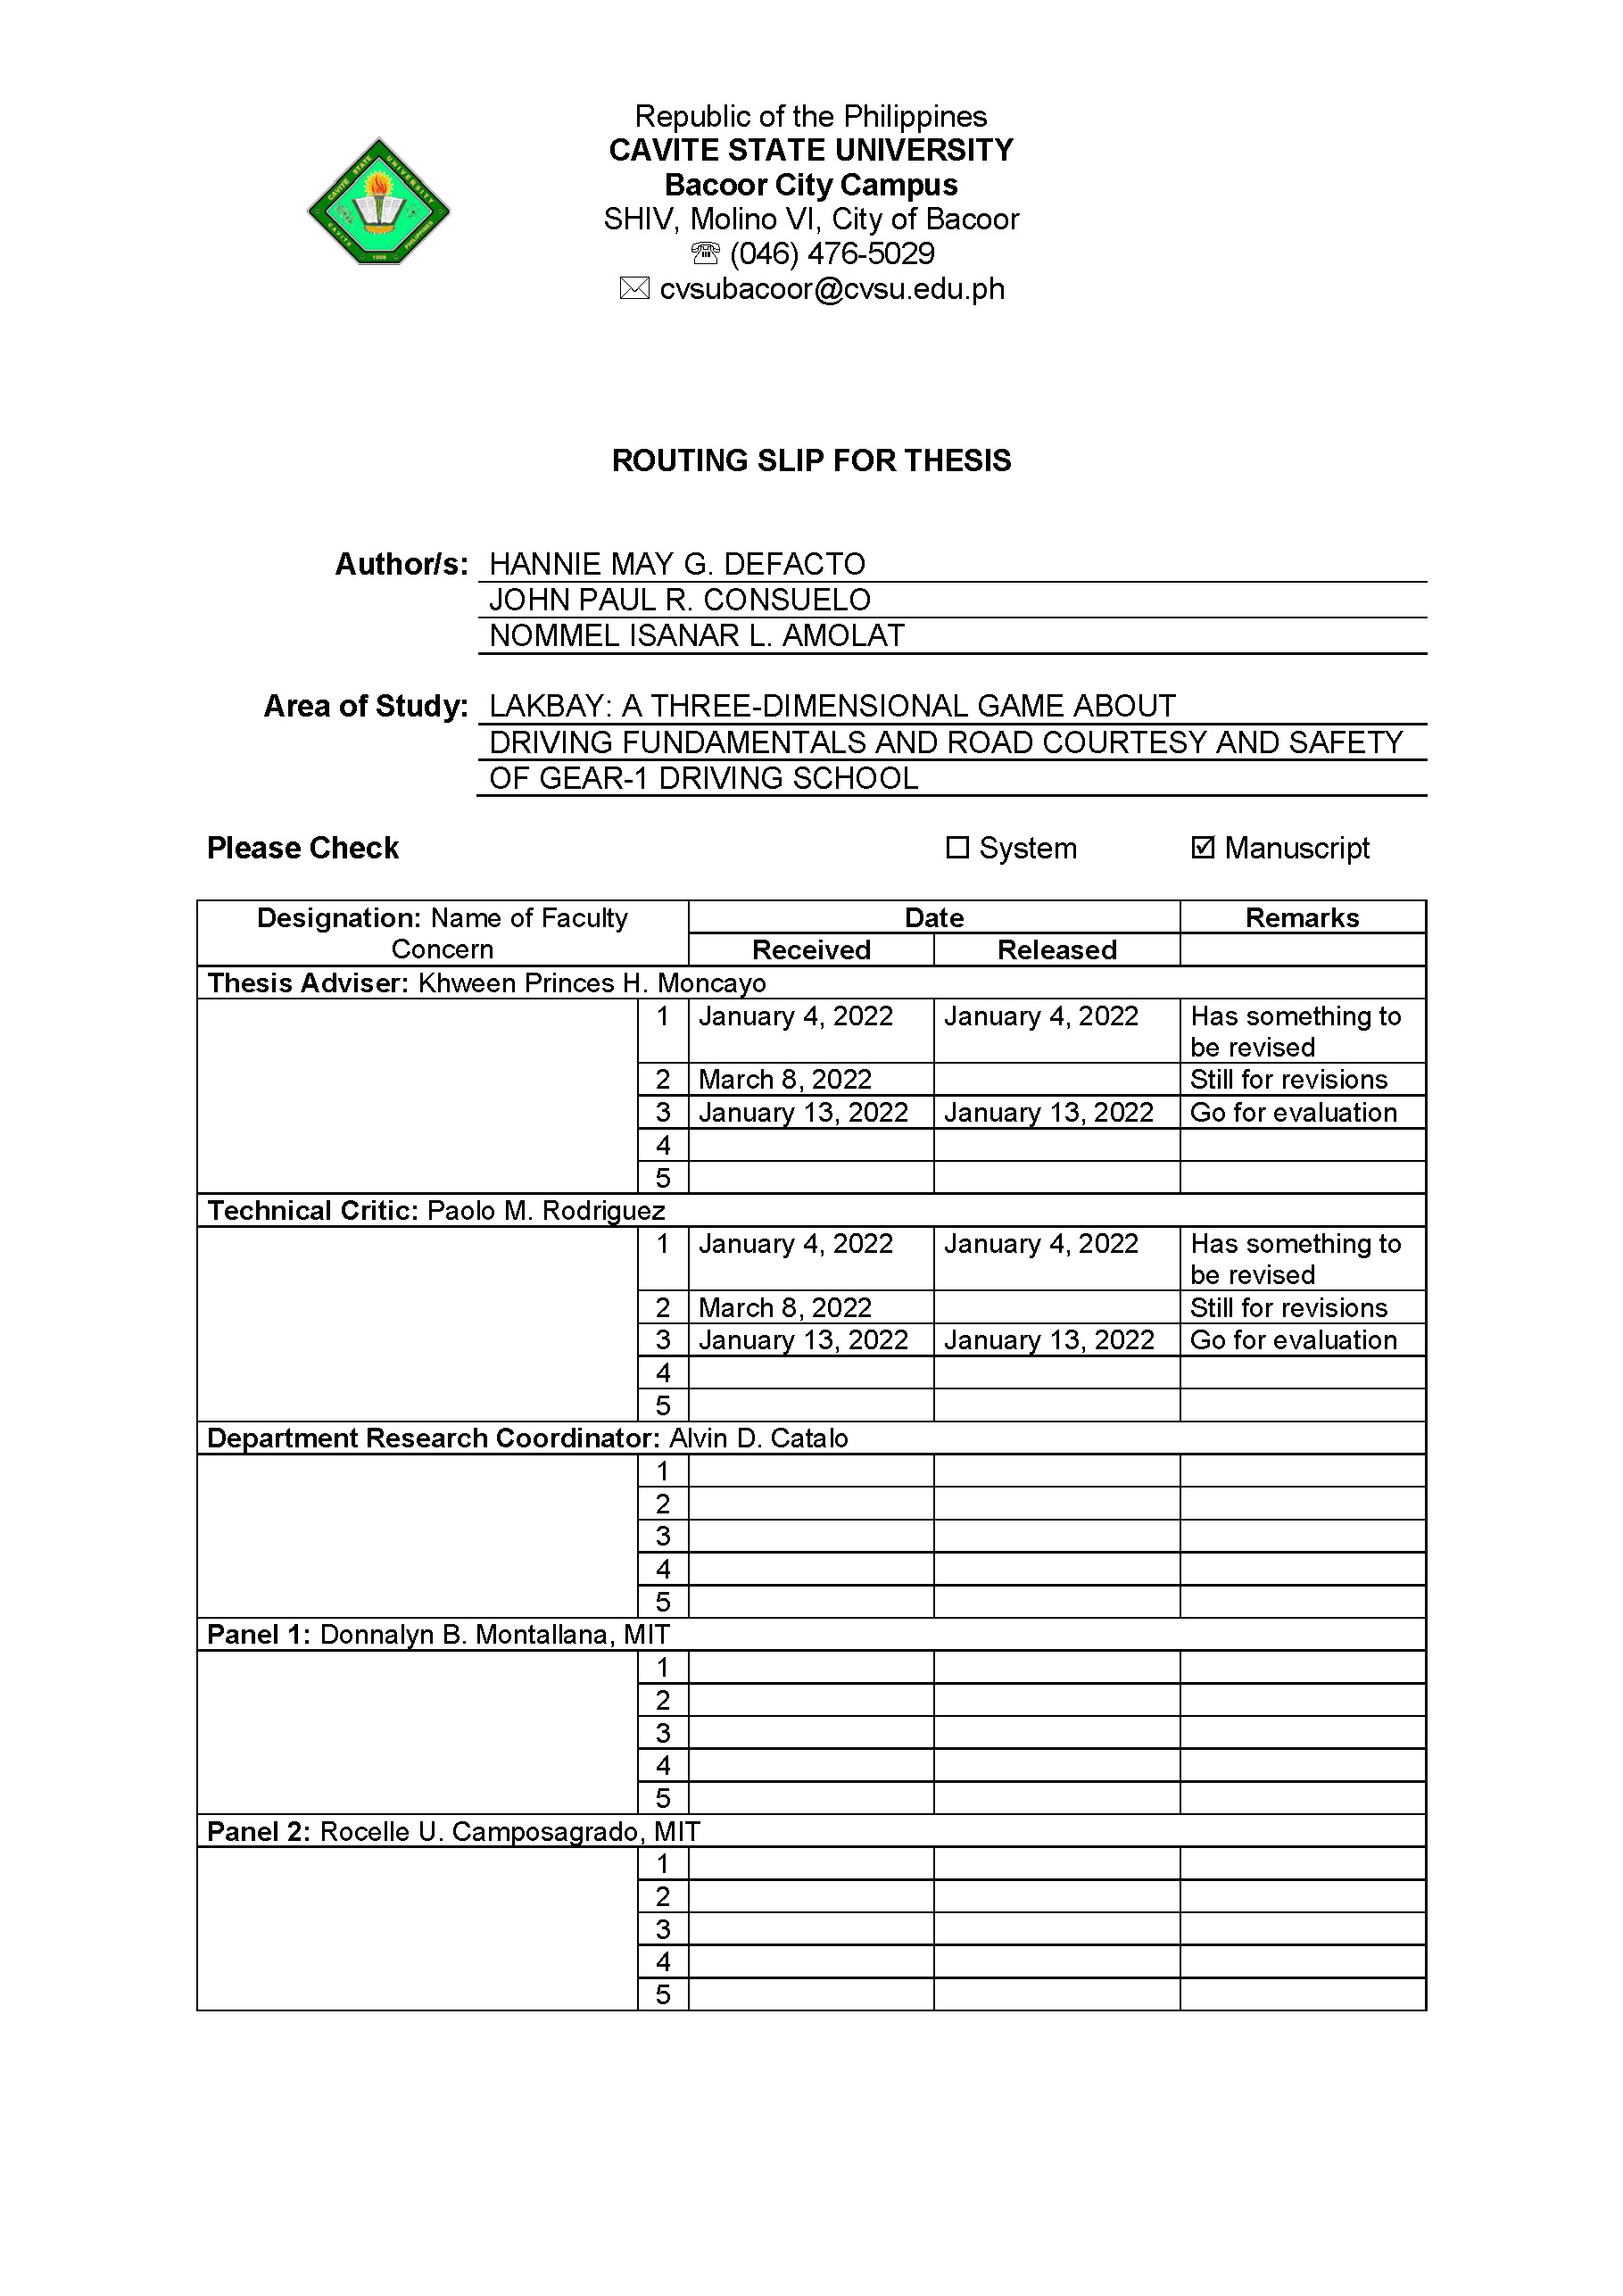 Republic of the Philippines
CAVITE STATE UNIVERSITY
Bacoor City Campus
SHIV, Molino VI, City of Bacoor
☏ (046) 476-5029
✉ cvsubacoor@cvsu.edu.ph
CAVITE STATE UNIVERSITY
CAVITE PHILIPPINES
1906
ROUTING SLIP FOR THESIS
Author/s: HANNIE MAY G. DEFACTO
JOHN PAUL R. CONSUELO
NOMMEL ISANAR L. AMOLAT
Area of Study: LAKBAY: A THREE-DIMENSIONAL GAME ABOUT
DRIVING FUNDAMENTALS AND ROAD COURTESY AND SAFETY
OF GEAR-1 DRIVING SCHOOL
Please Check ☐ System ☑ Manuscript
Designation: Name of Faculty Date Remarks
Concern Received Released
Thesis Adviser: Khween Princes H. Moncayo
1 January 4, 2022 January 4, 2022 Has something to
be revised
2 March 8, 2022 Still for revisions
3 January 13, 2022 January 13, 2022 Go for evaluation
4
5
Technical Critic: Paolo M. Rodriguez
1 January 4, 2022 January 4, 2022 Has something to
be revised
2 March 8, 2022 Still for revisions
3 January 13, 2022 January 13, 2022 Go for evaluation
4
5
Department Research Coordinator: Alvin D. Catalo
1
2
3
4
5
Panel 1: Donnalyn B. Montallana, MIT
1
2
3
4
5
Panel 2: Rocelle U. Camposagrado, MIT
1
2
3
4
5